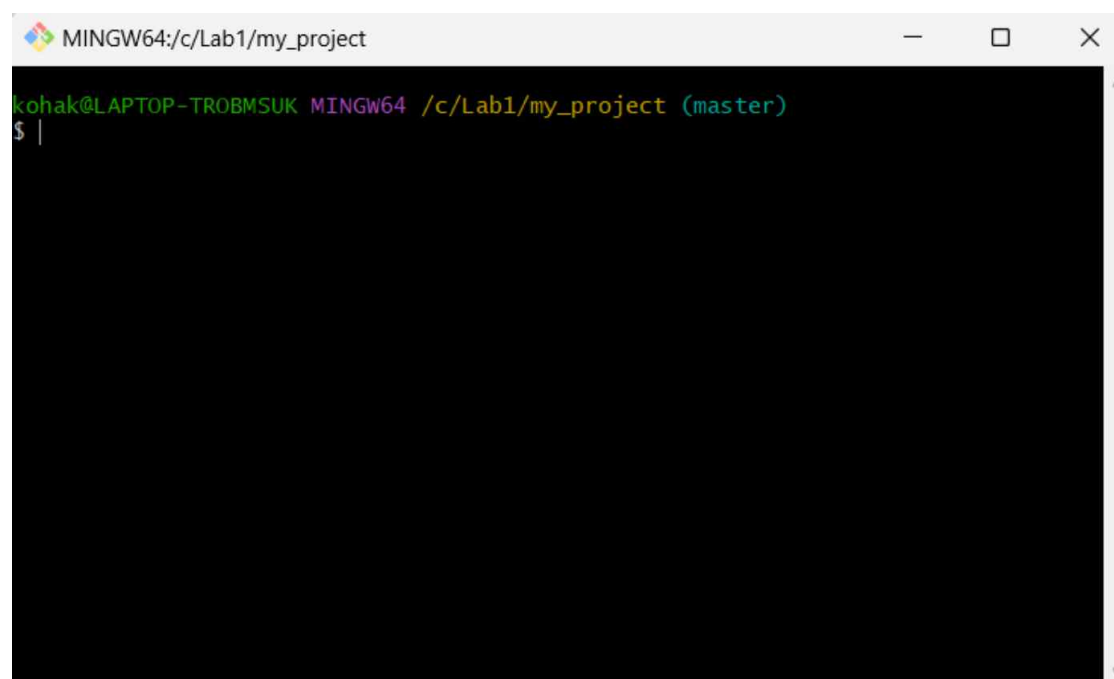 MINGW64:/c/Lab1/my_project
kohak@LAPTOP-TROBMSUK MINGW64 /c/Lab1/my_project (master)
$